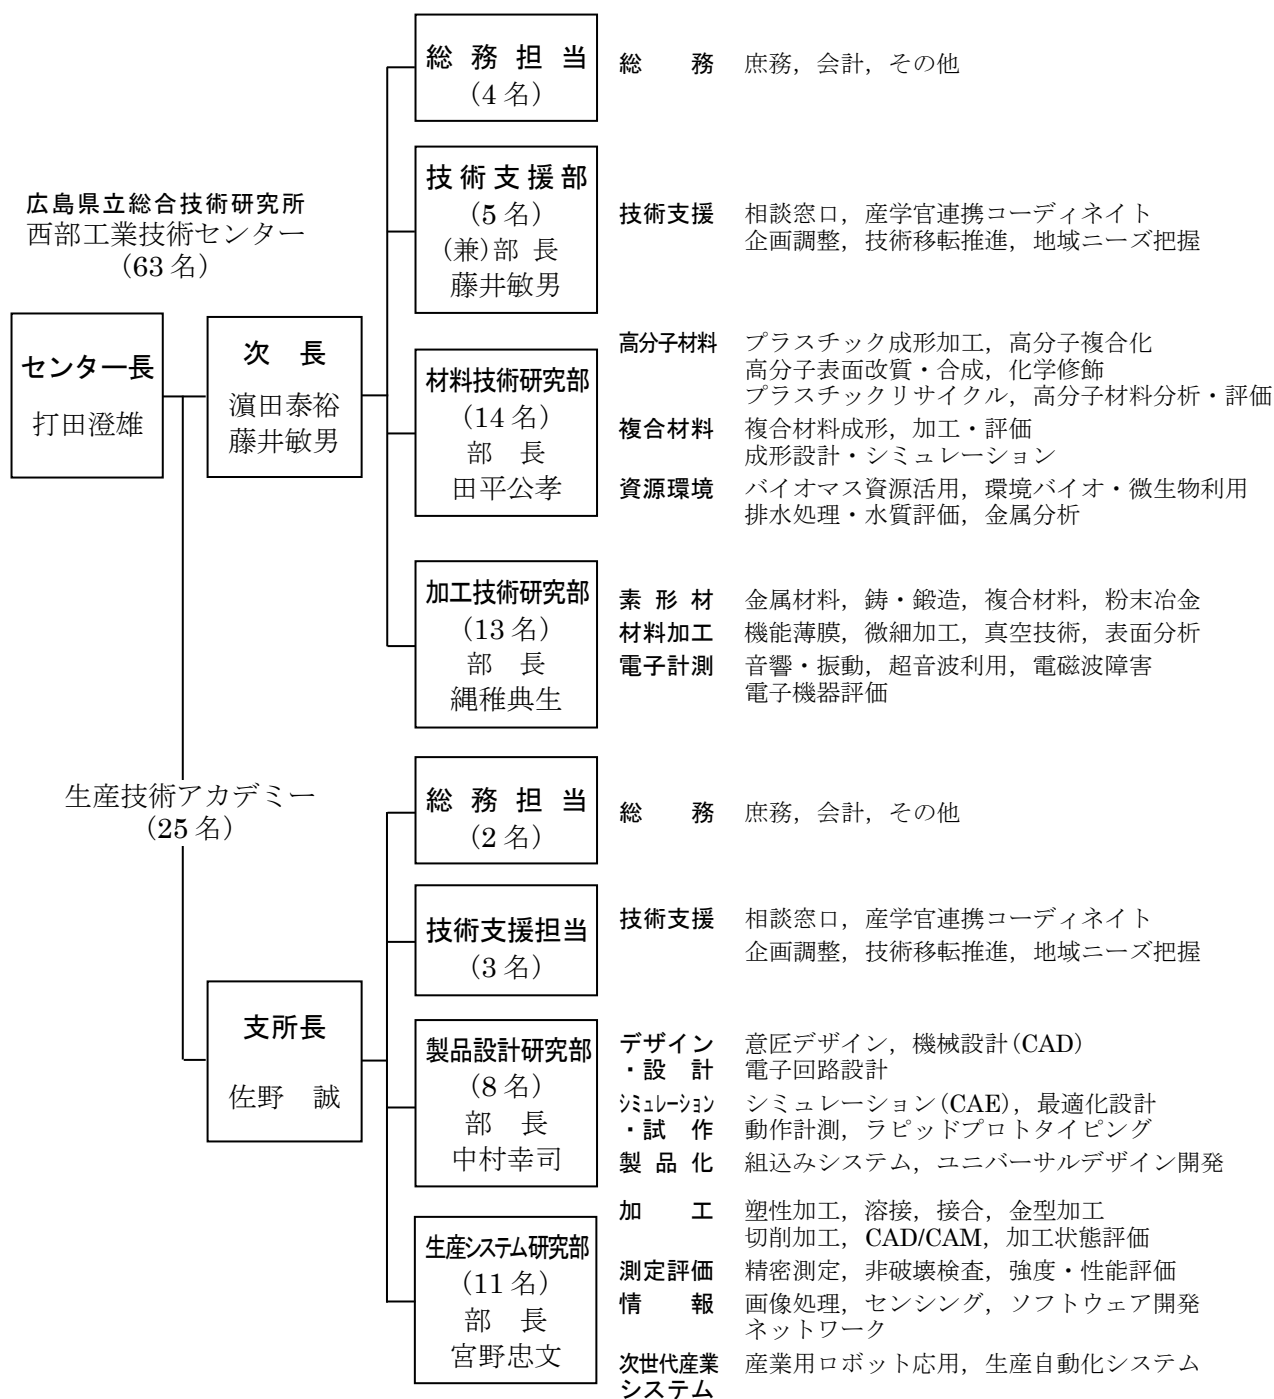 広島県立総合技術研究所
西部工業技術センター
(63名)
センター長
打田澄雄
次　長
濵田泰裕
藤井敏男
総 務 担 当
(4名)
総　　務　庶務，会計，その他
技術支援部
(5名)
(兼)部 長
藤井敏男
技術支援　相談窓口，産学官連携コーディネイト
企画調整，技術移転推進，地域ニーズ把握
材料技術研究部
(14名)
部　長
田平公孝
高分子材料　プラスチック成形加工，高分子複合化
高分子表面改質・合成，化学修飾
プラスチックリサイクル，高分子材料分析・評価
複合材料　複合材料成形，加工・評価
成形設計・シミュレーション
資源環境　バイオマス資源活用，環境バイオ・微生物利用
排水処理・水質評価，金属分析
加工技術研究部
(13名)
部　長
縄稚典生
素 形 材　金属材料，鋳・鍛造，複合材料，粉末冶金
材料加工　機能薄膜，微細加工，真空技術，表面分析
電子計測　音響・振動，超音波利用，電磁波障害
電子機器評価
生産技術アカデミー
(25名)
支所長
佐野　誠
総 務 担 当
(2名)
総　　務　庶務，会計，その他
技術支援担当
(3名)
技術支援　相談窓口，産学官連携コーディネイト
企画調整，技術移転推進，地域ニーズ把握
製品設計研究部
(8名)
部　長
中村幸司
デザイン　意匠デザイン，機械設計(CAD)
・設　計　電子回路設計
ｼﾐｭﾚｰｼｮﾝ　シミュレーション(CAE)，最適化設計
・試　作　動作計測，ラピッドプロトタイピング
製 品 化　組込みシステム，ユニバーサルデザイン開発
生産システム研究部
(11名)
部　長
宮野忠文
加　　工　塑性加工，溶接，接合，金型加工
切削加工，CAD/CAM，加工状態評価
測定評価　精密測定，非破壊検査，強度・性能評価
情　　報　画像処理，センシング，ソフトウェア開発
ネットワーク
次世代産業　産業用ロボット応用，生産自動化システム
システム